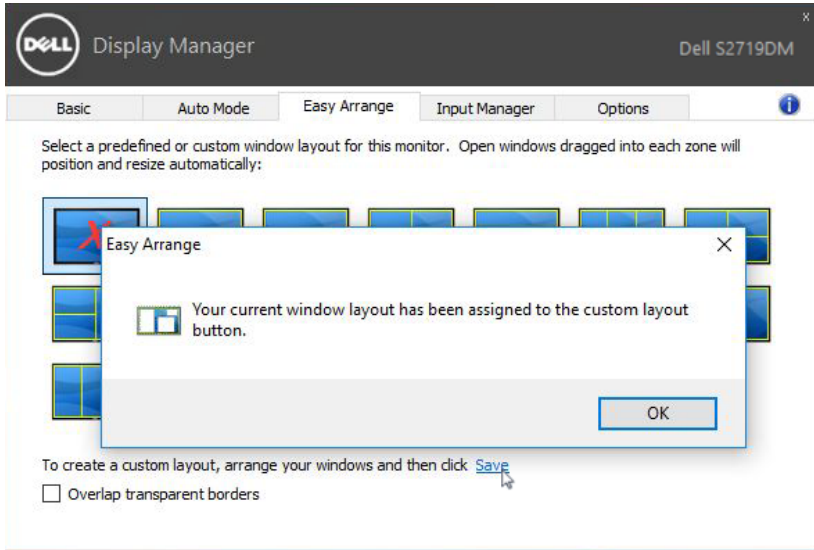 DELL
Display Manager
x
Dell S2719DM
Basic
Auto Mode
Easy Arrange
Input Manager
Options
i
Select a predefined or custom window layout for this monitor. Open windows dragged into each zone will
position and resize automatically:
X
Easy Arrange
Your current window layout has been assigned to the custom layout
button.
OK
To create a custom layout, arrange your windows and then click Save
Overlap transparent borders